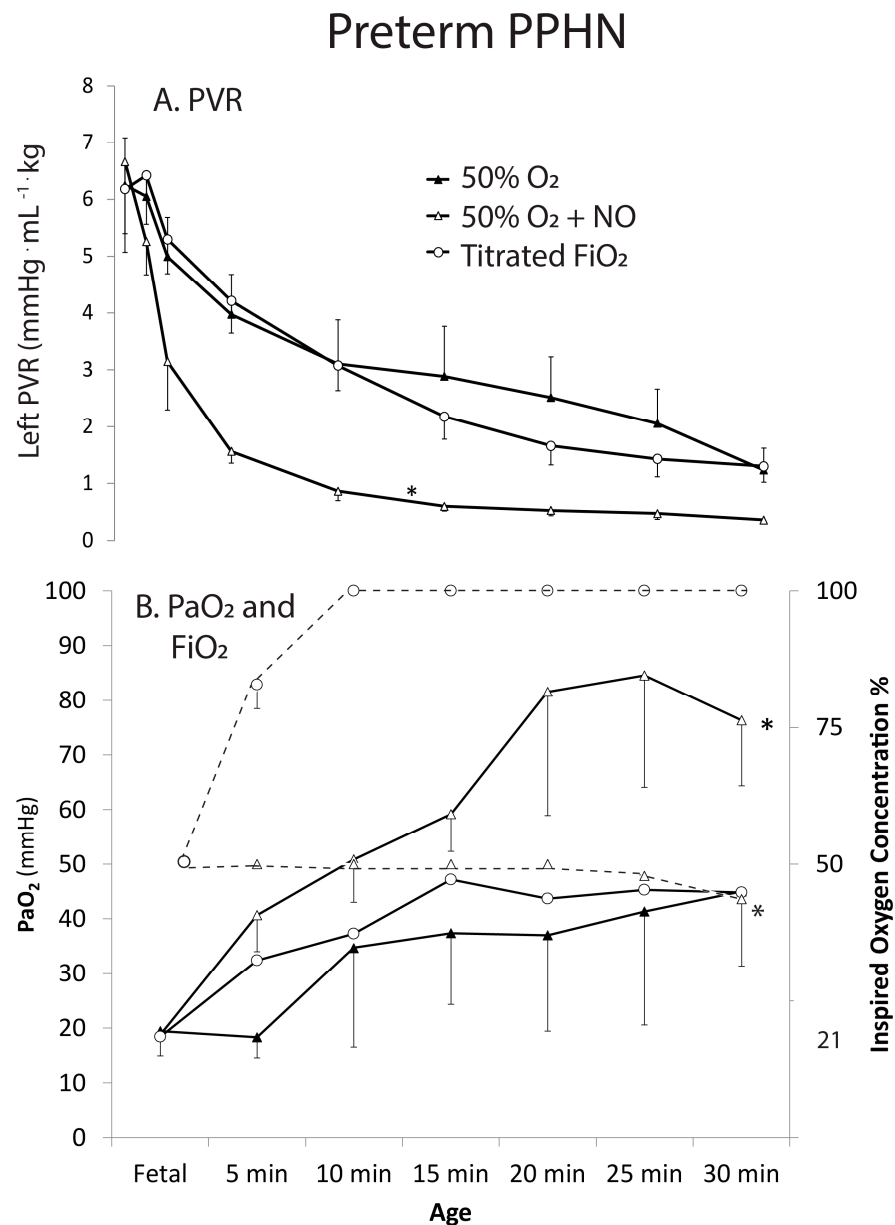 Preterm PPHN
A. PVR
Left PVR (mmHg · mL ⁻¹· kg
8
7
6
5
4
3
2
1
0
50% O₂
50% O₂ + NO
Titrated FiO₂
*
B. PaO₂ and
FiO₂
PaO₂ (mmHg)
100
90
80
70
60
50
40
30
20
10
0
100
75
50
21
Inspired Oxygen Concentration %
*
*
Fetal 5 min 10 min 15 min 20 min 25 min 30 min
Age